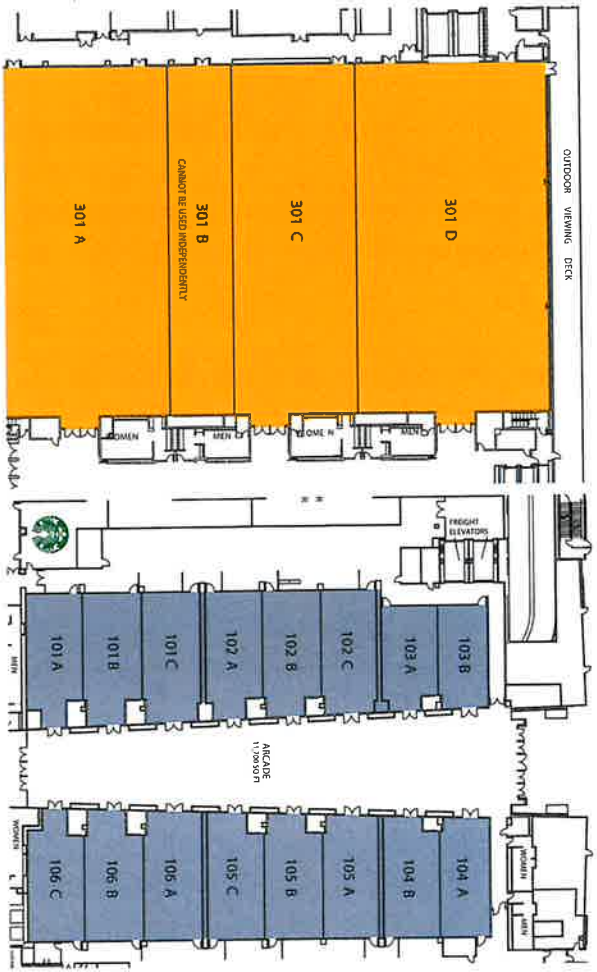 OUTDOOR VIEWING DECK
301 A
301 B
CANNOT BE USED INDEPENDENTLY
301 C
301 D
WOMEN
MEN
WOMEN
MEN
FREIGHT
ELEVATORS
101 A
101 B
101 C
102 A
102 B
102 C
103 A
103 B
MEN
ARCADE
11,700 SQ FT
WOMEN
106 C
106 B
106 A
105 C
105 B
105 A
104 B
104 A
WOMEN
MEN